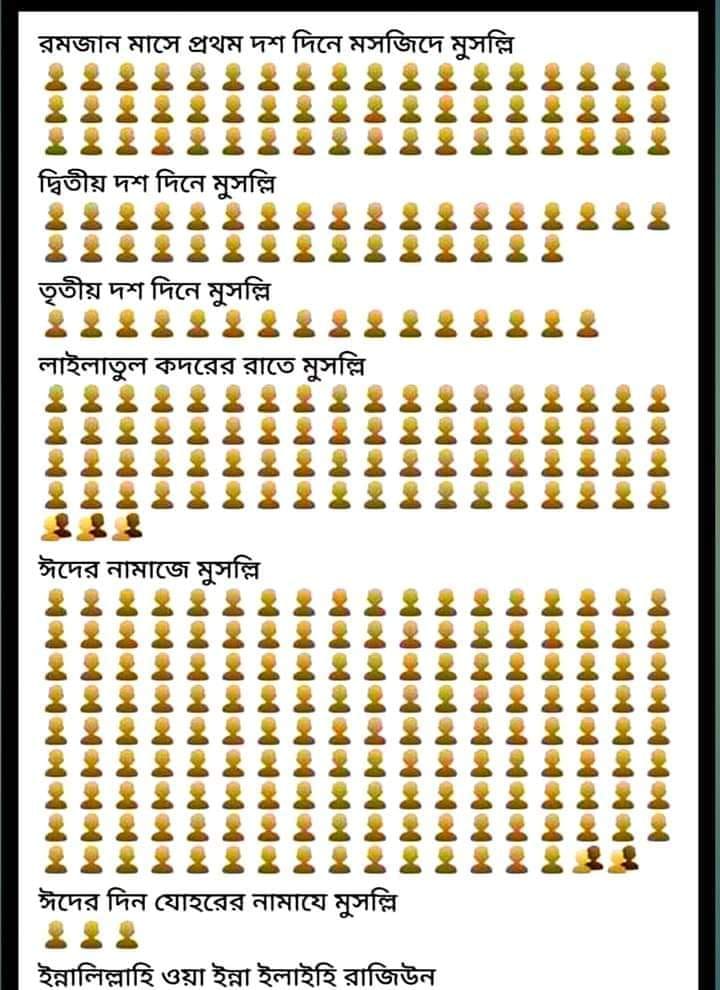 রমজান মাসে প্রথম দশ দিনে মসজিদে মুসল্লি
দ্বিতীয় দশ দিনে মুসল্লি
তৃতীয় দশ দিনে মুসল্লি
লাইলাতুল কদরের রাতে মুসল্লি
ঈদের নামাজে মুসল্লি
ঈদের দিন যোহরের নামাযে মুসল্লি
ইন্নালিল্লাহি ওয়া ইন্না ইলাইহি রাজিউন